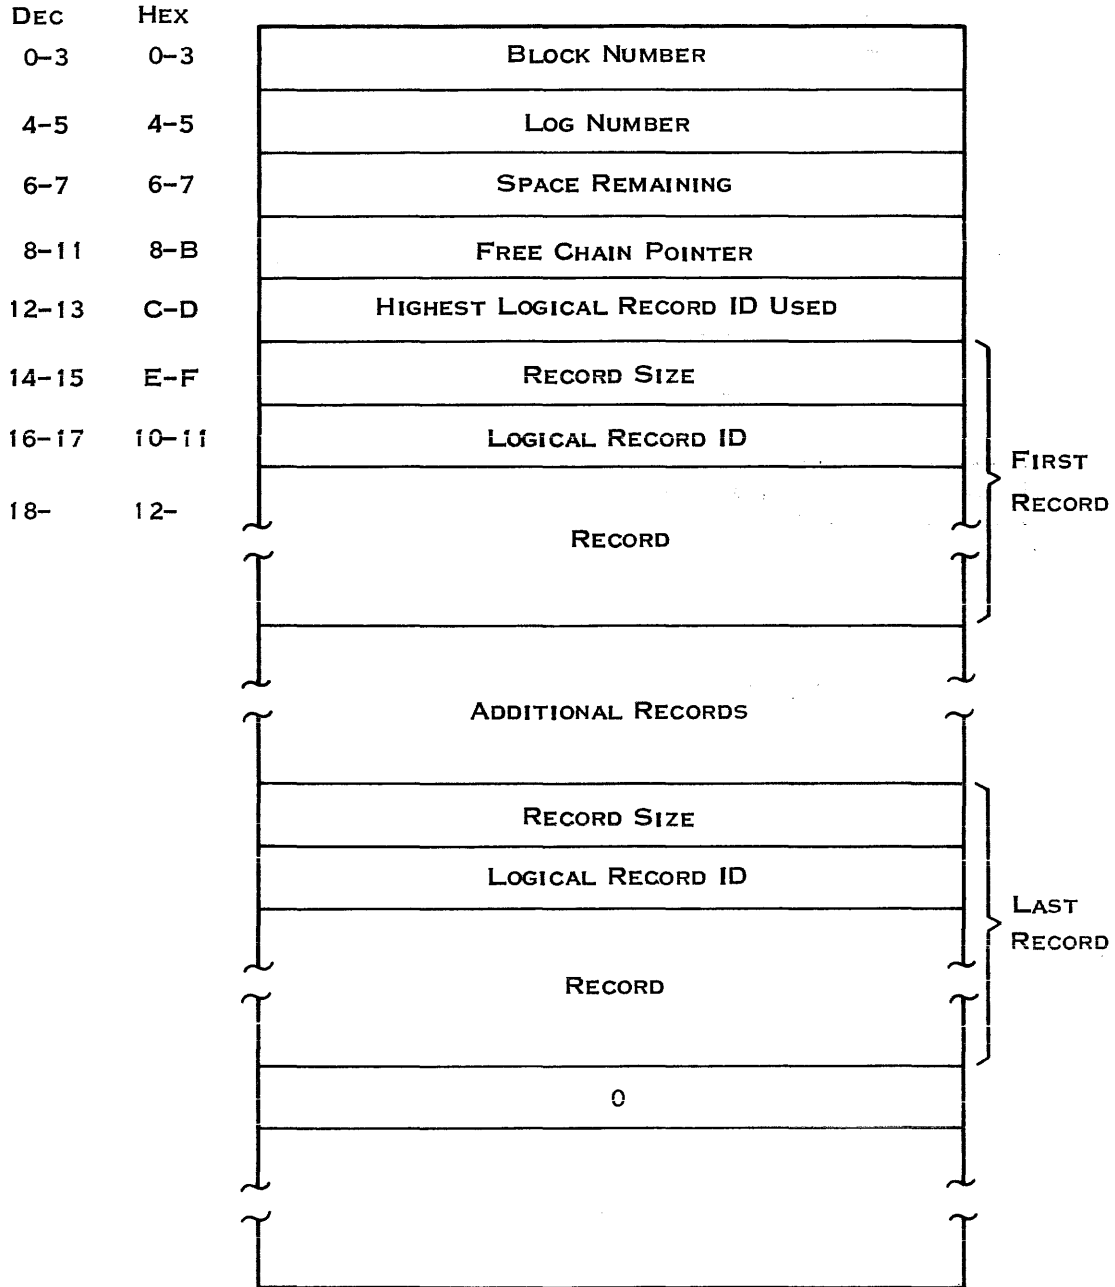 DEC HEX
0-3 0-3 BLOCK NUMBER
4-5 4-5 LOG NUMBER
6-7 6-7 SPACE REMAINING
8-11 8-B FREE CHAIN POINTER
12-13 C-D HIGHEST LOGICAL RECORD ID USED
14-15 E-F RECORD SIZE
16-17 10-11 LOGICAL RECORD ID
FIRST
RECORD
18- 12- RECORD
ADDITIONAL RECORDS
RECORD SIZE
LOGICAL RECORD ID
LAST
RECORD
RECORD
0